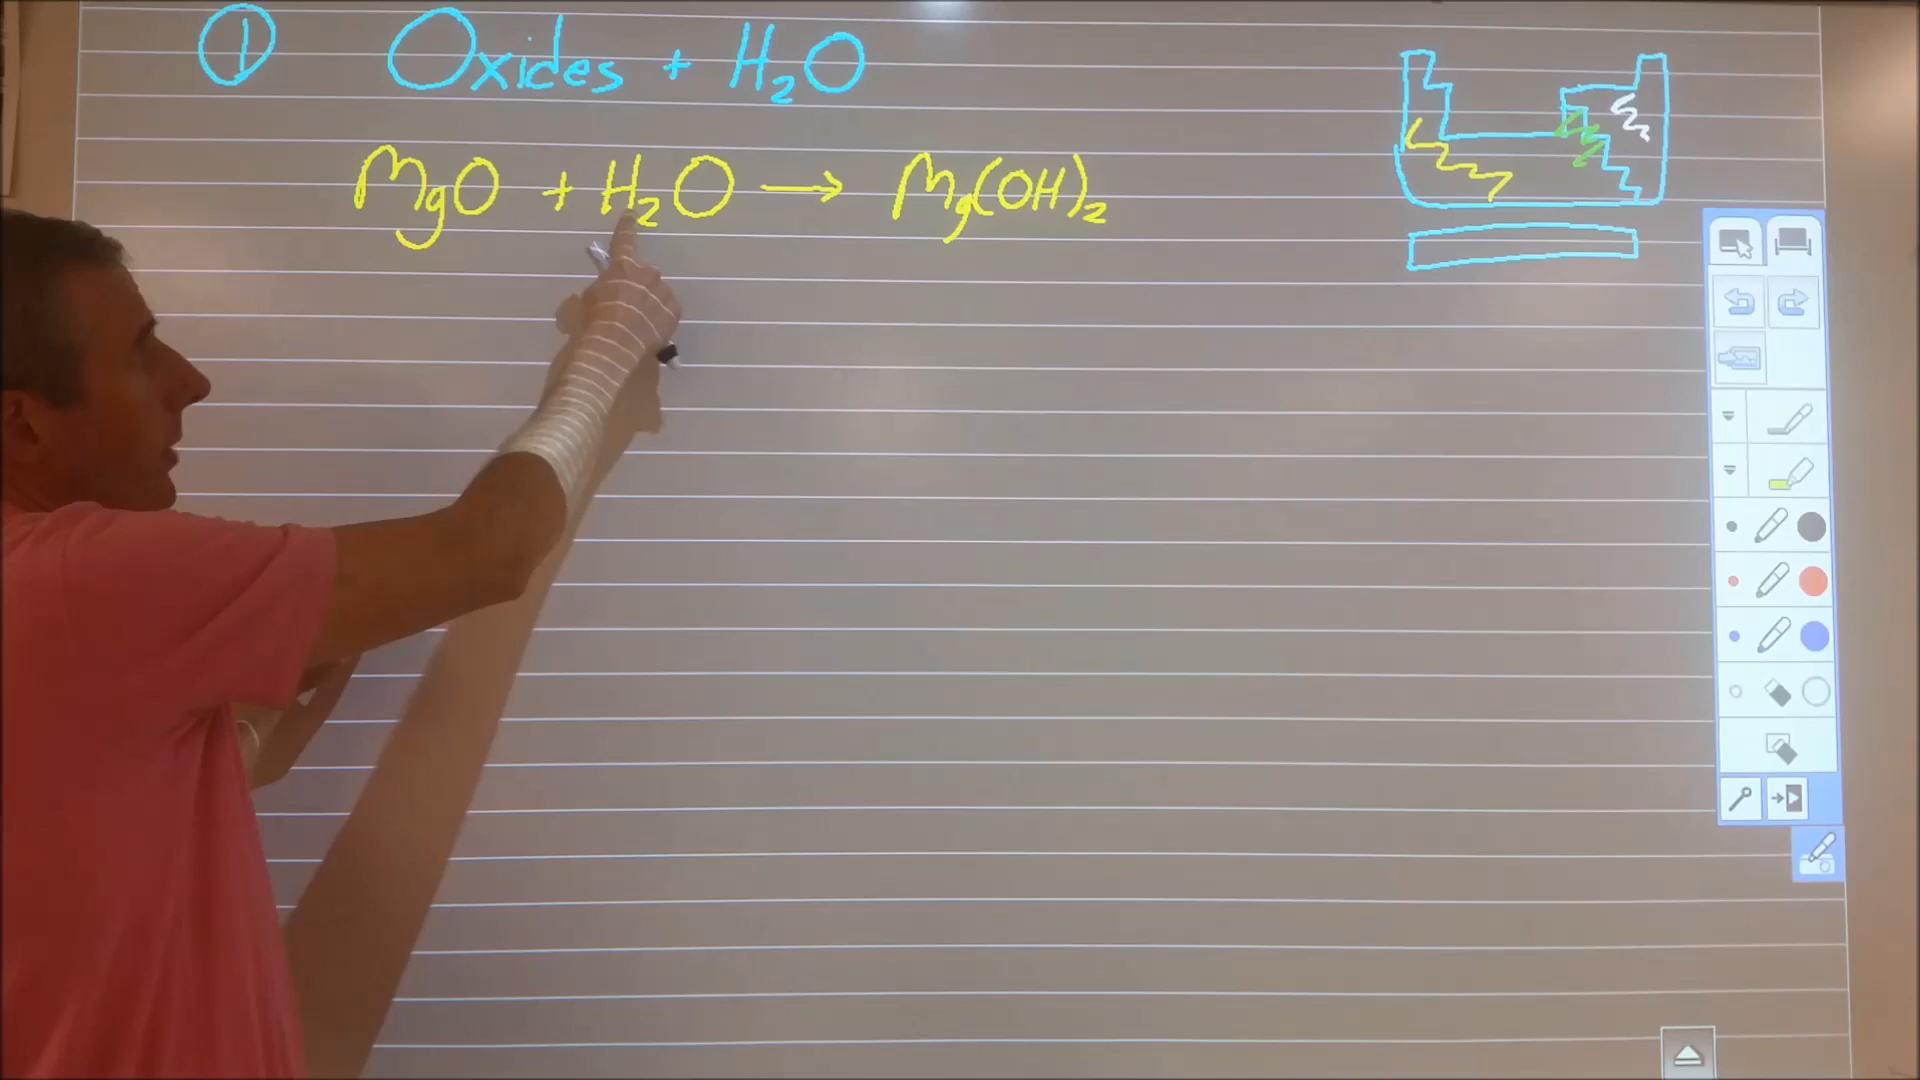 ① Oxides + H₂O
MgO + H₂O → Mg(OH)₂